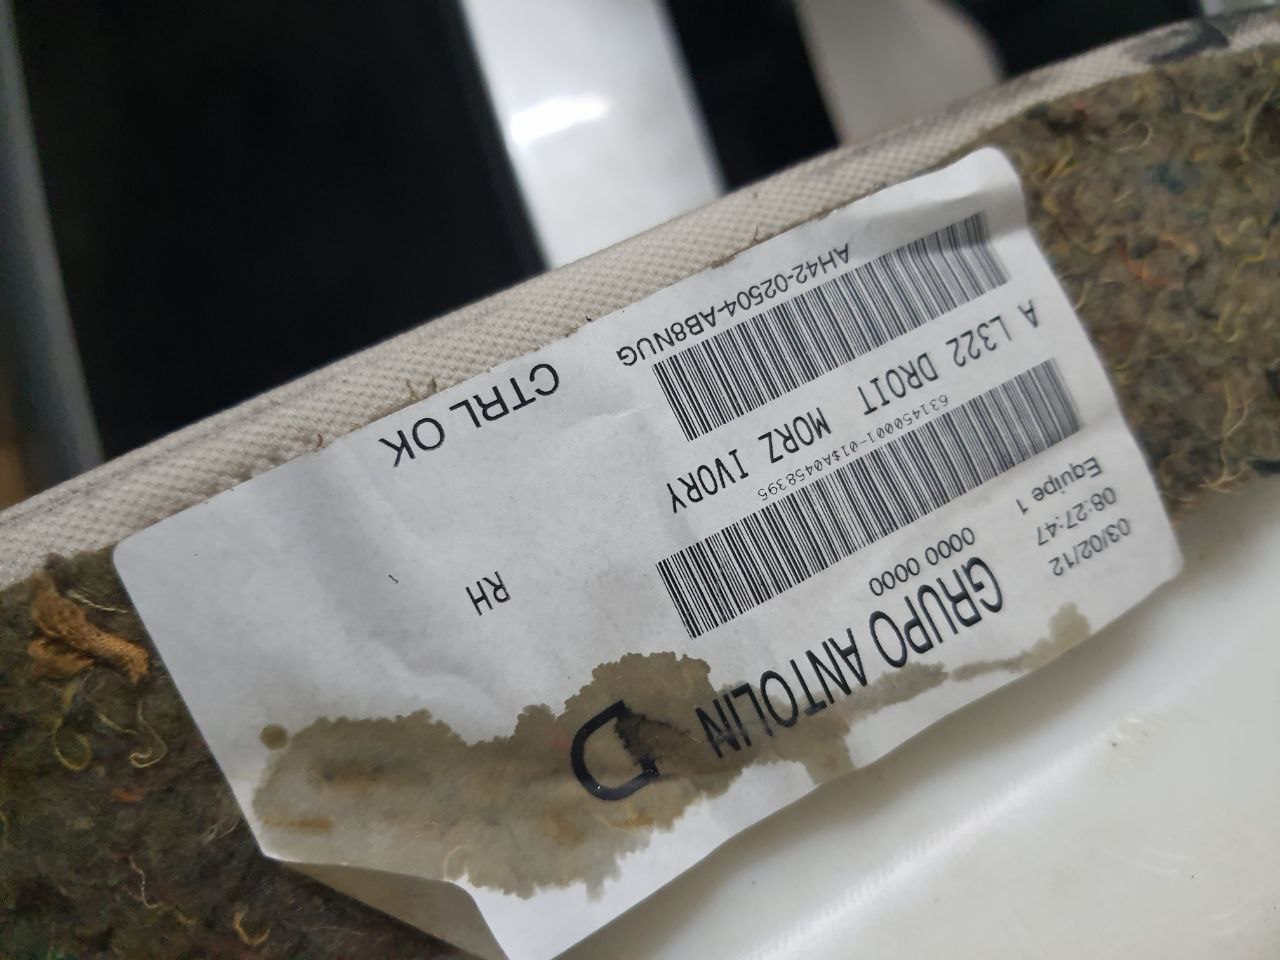 GRUPO ANTOLIN
D
0000 0000
03/02/12
08:27:47
Equipe 1
631450001-01$A0458395
RH
A L322 DROIT MORZ IVORY
AH42-02504-AB8NUG
CTRL OK